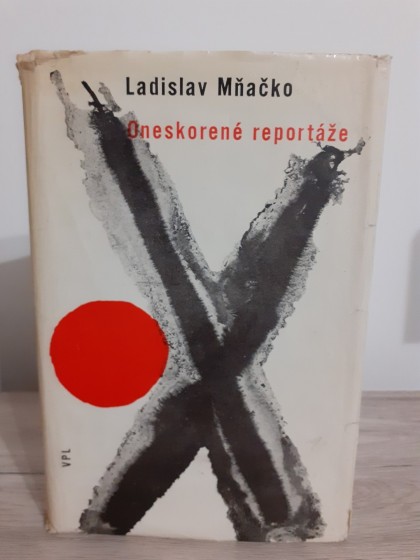 Ladislav Mňačko
Oneskorené reportáže
VPL